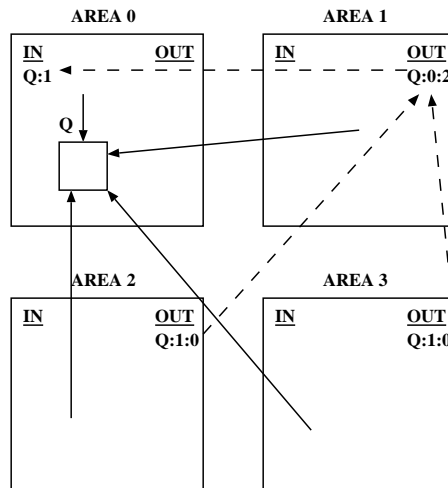 AREA 0
AREA 1
IN
OUT
OUT
Q:1
Q:0:2
Q
AREA 2
AREA 3
IN
OUT
IN
OUT
Q:1:0
Q:1:0